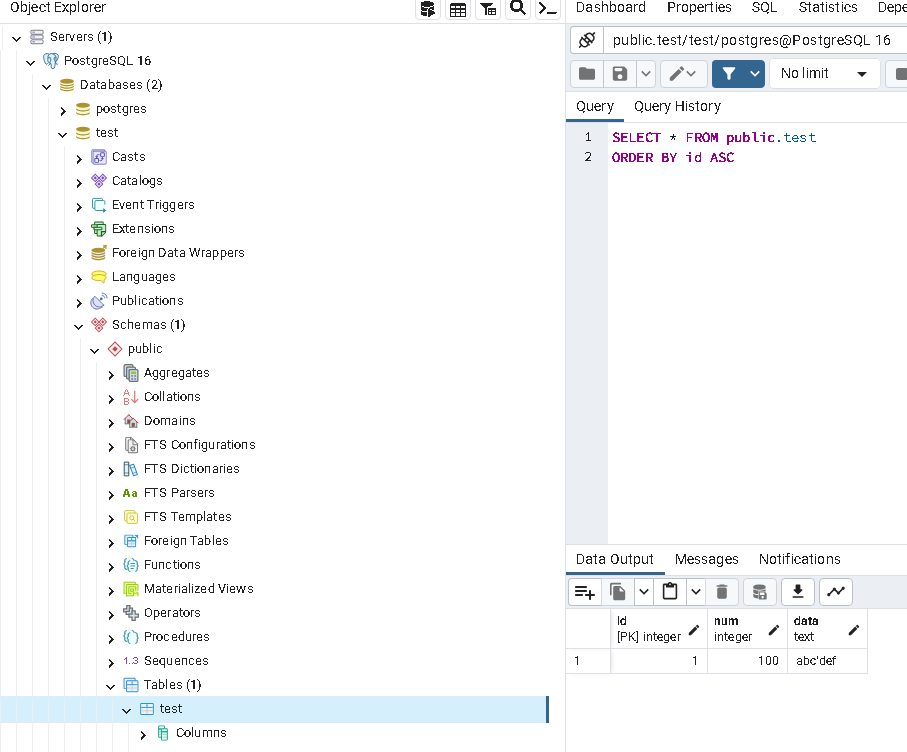 Object Explorer
Servers (1)
PostgreSQL 16
Databases (2)
postgres
test
Casts
Catalogs
Event Triggers
Extensions
Foreign Data Wrappers
Languages
Publications
Schemas (1)
public
Aggregates
Collations
Domains
FTS Configurations
FTS Dictionaries
Aa FTS Parsers
FTS Templates
Foreign Tables
Functions
Materialized Views
Operators
Procedures
1.3 Sequences
Tables (1)
test
Columns
Dashboard Properties SQL Statistics Depe
public.test/test/postgres@PostgreSQL 16
No limit
Query Query History
1 SELECT * FROM public.test
2 ORDER BY id ASC
Data Output Messages Notifications
id num data
[PK] integer integer text
1 1 100 abc'def